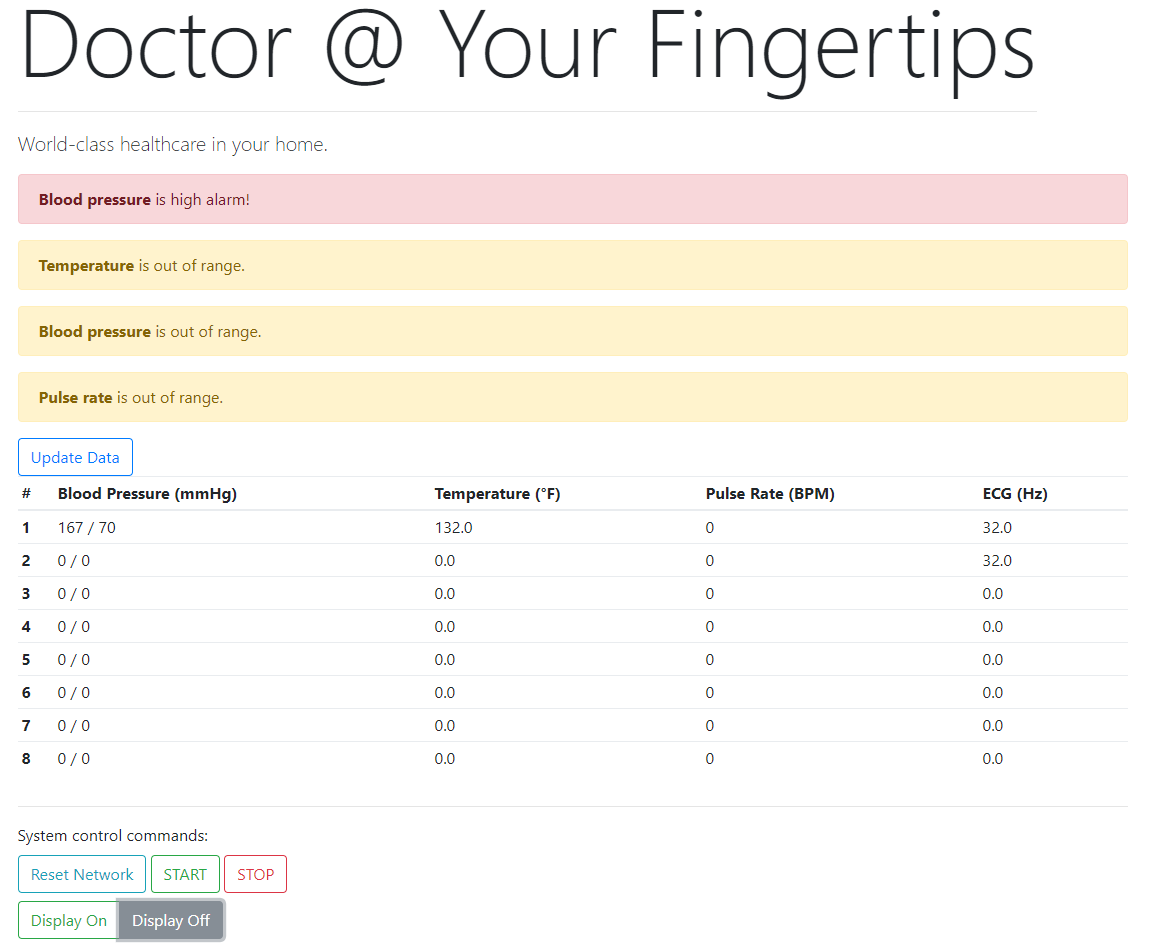 Doctor @ Your Fingertips
World-class healthcare in your home.
Blood pressure is high alarm!
Temperature is out of range.
Blood pressure is out of range.
Pulse rate is out of range.
Update Data
# Blood Pressure (mmHg) Temperature (°F) Pulse Rate (BPM) ECG (Hz)
1 167 / 70 132.0 0 32.0
2 0 / 0 0.0 0 32.0
3 0 / 0 0.0 0 0.0
4 0 / 0 0.0 0 0.0
5 0 / 0 0.0 0 0.0
6 0 / 0 0.0 0 0.0
7 0 / 0 0.0 0 0.0
8 0 / 0 0.0 0 0.0
System control commands:
Reset Network START STOP
Display On Display Off